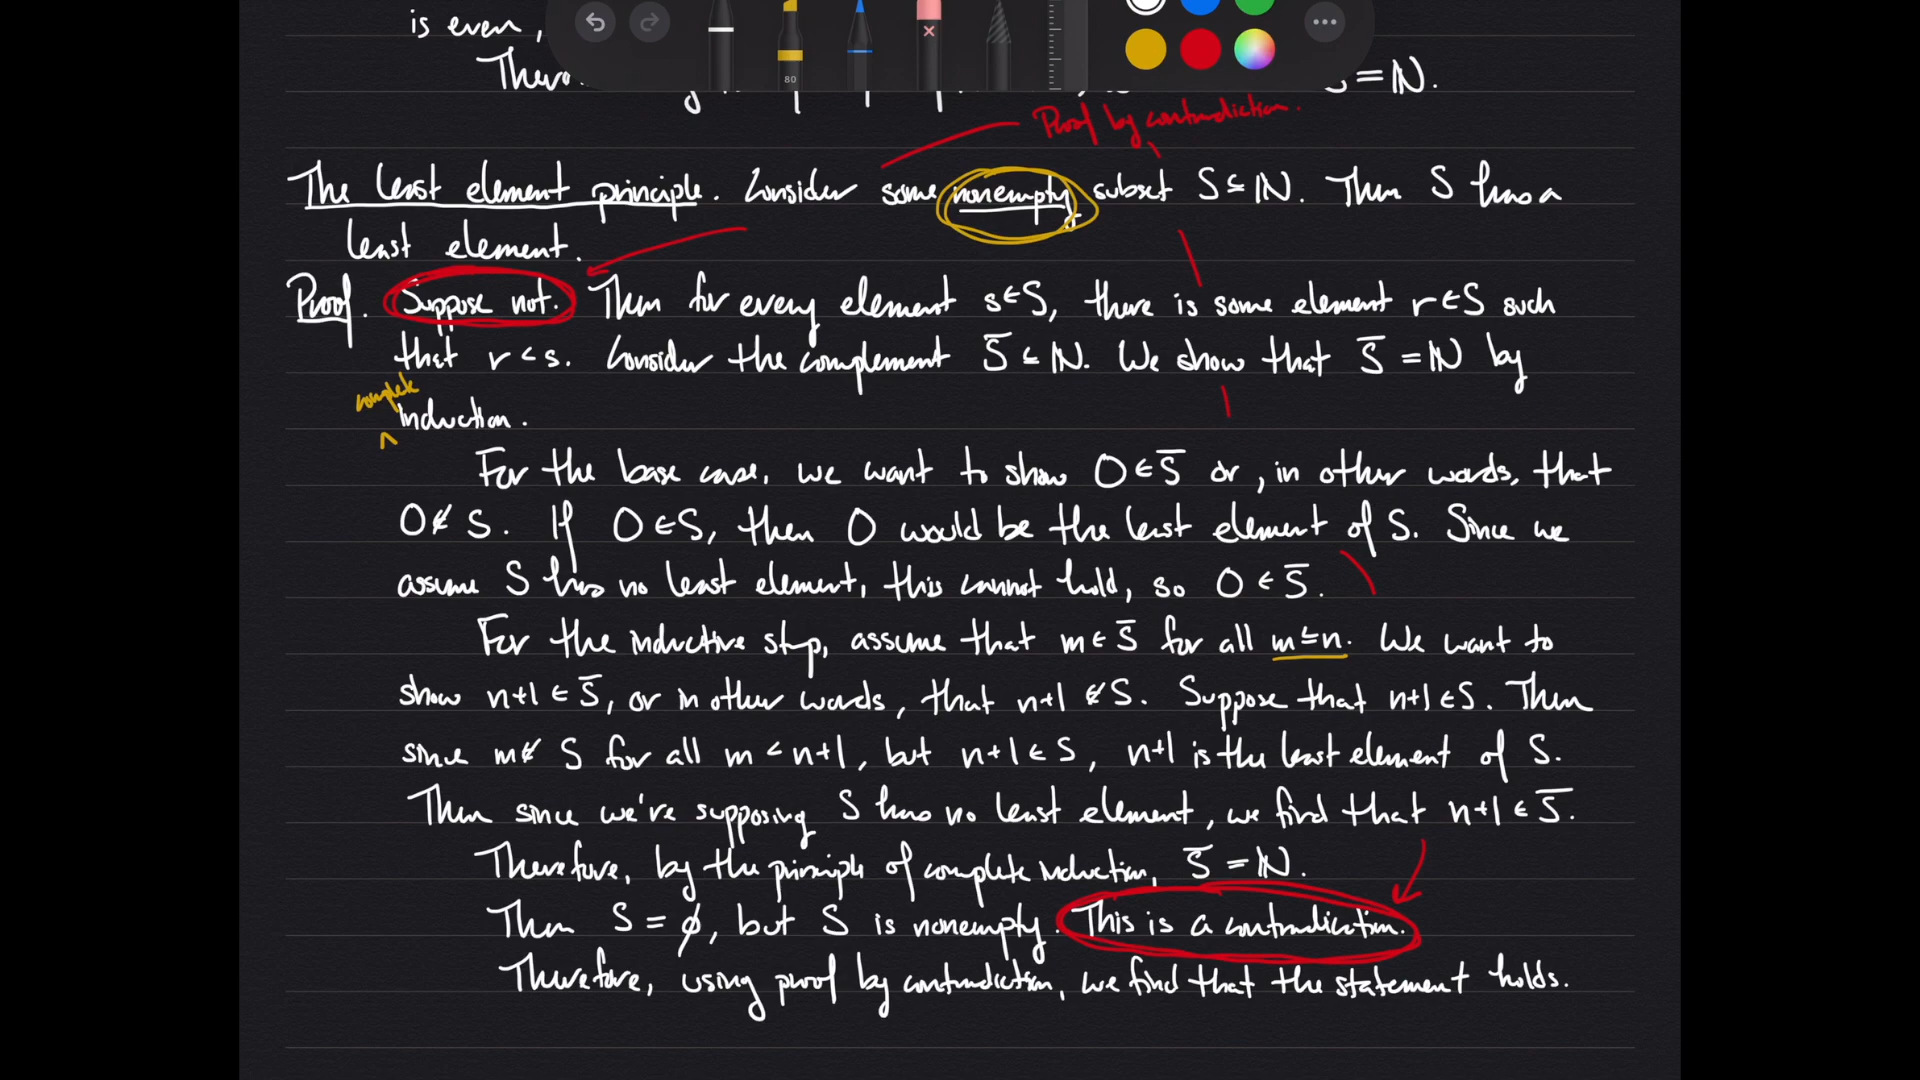 is even,
There
S = ℕ.
Proof by contradiction.
The least element principle. Consider some nonempty subset S ⊆ ℕ. Then S has a
least element.
Proof. Suppose not. Then for every element s ∈ S, there is some element r ∈ S such
that r < s. Consider the complement S̅ ⊆ ℕ. We show that S̅ = ℕ by
complete
^ induction.
For the base case, we want to show 0 ∈ S̅ or, in other words, that
0 ∉ S. If 0 ∈ S, then 0 would be the least element of S. Since we
assume S has no least element, this cannot hold, so 0 ∈ S̅.
For the inductive step, assume that m ∈ S̅ for all m ≤ n. We want to
show n+1 ∈ S̅, or in other words, that n+1 ∉ S. Suppose that n+1 ∈ S. Then
since m ∉ S for all m < n+1, but n+1 ∈ S, n+1 is the least element of S.
Then since we're supposing S has no least element, we find that n+1 ∈ S̅.
Therefore, by the principle of complete induction, S̅ = ℕ.
Then S = ∅, but S is nonempty. This is a contradiction.
Therefore, using proof by contradiction, we find that the statement holds.
80